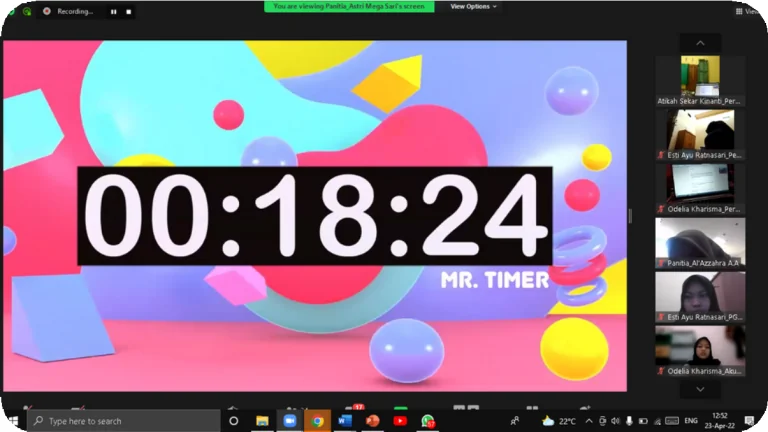 Recording...
You are viewing Panitia_Astri Mega Sari's screen
View Options
00:18:24
MR. TIMER
Atikah Sekar Kinanti_Per...
Esti Ayu Ratnasari_Pe...
Odelia Kharisma_Per...
Panitia_Al'Azzahra A.A
Esti Ayu Ratnasari_PG...
Odelia Kharisma_Aku...
Type here to search
17
22°C
ENG
12:52
23-Apr-22